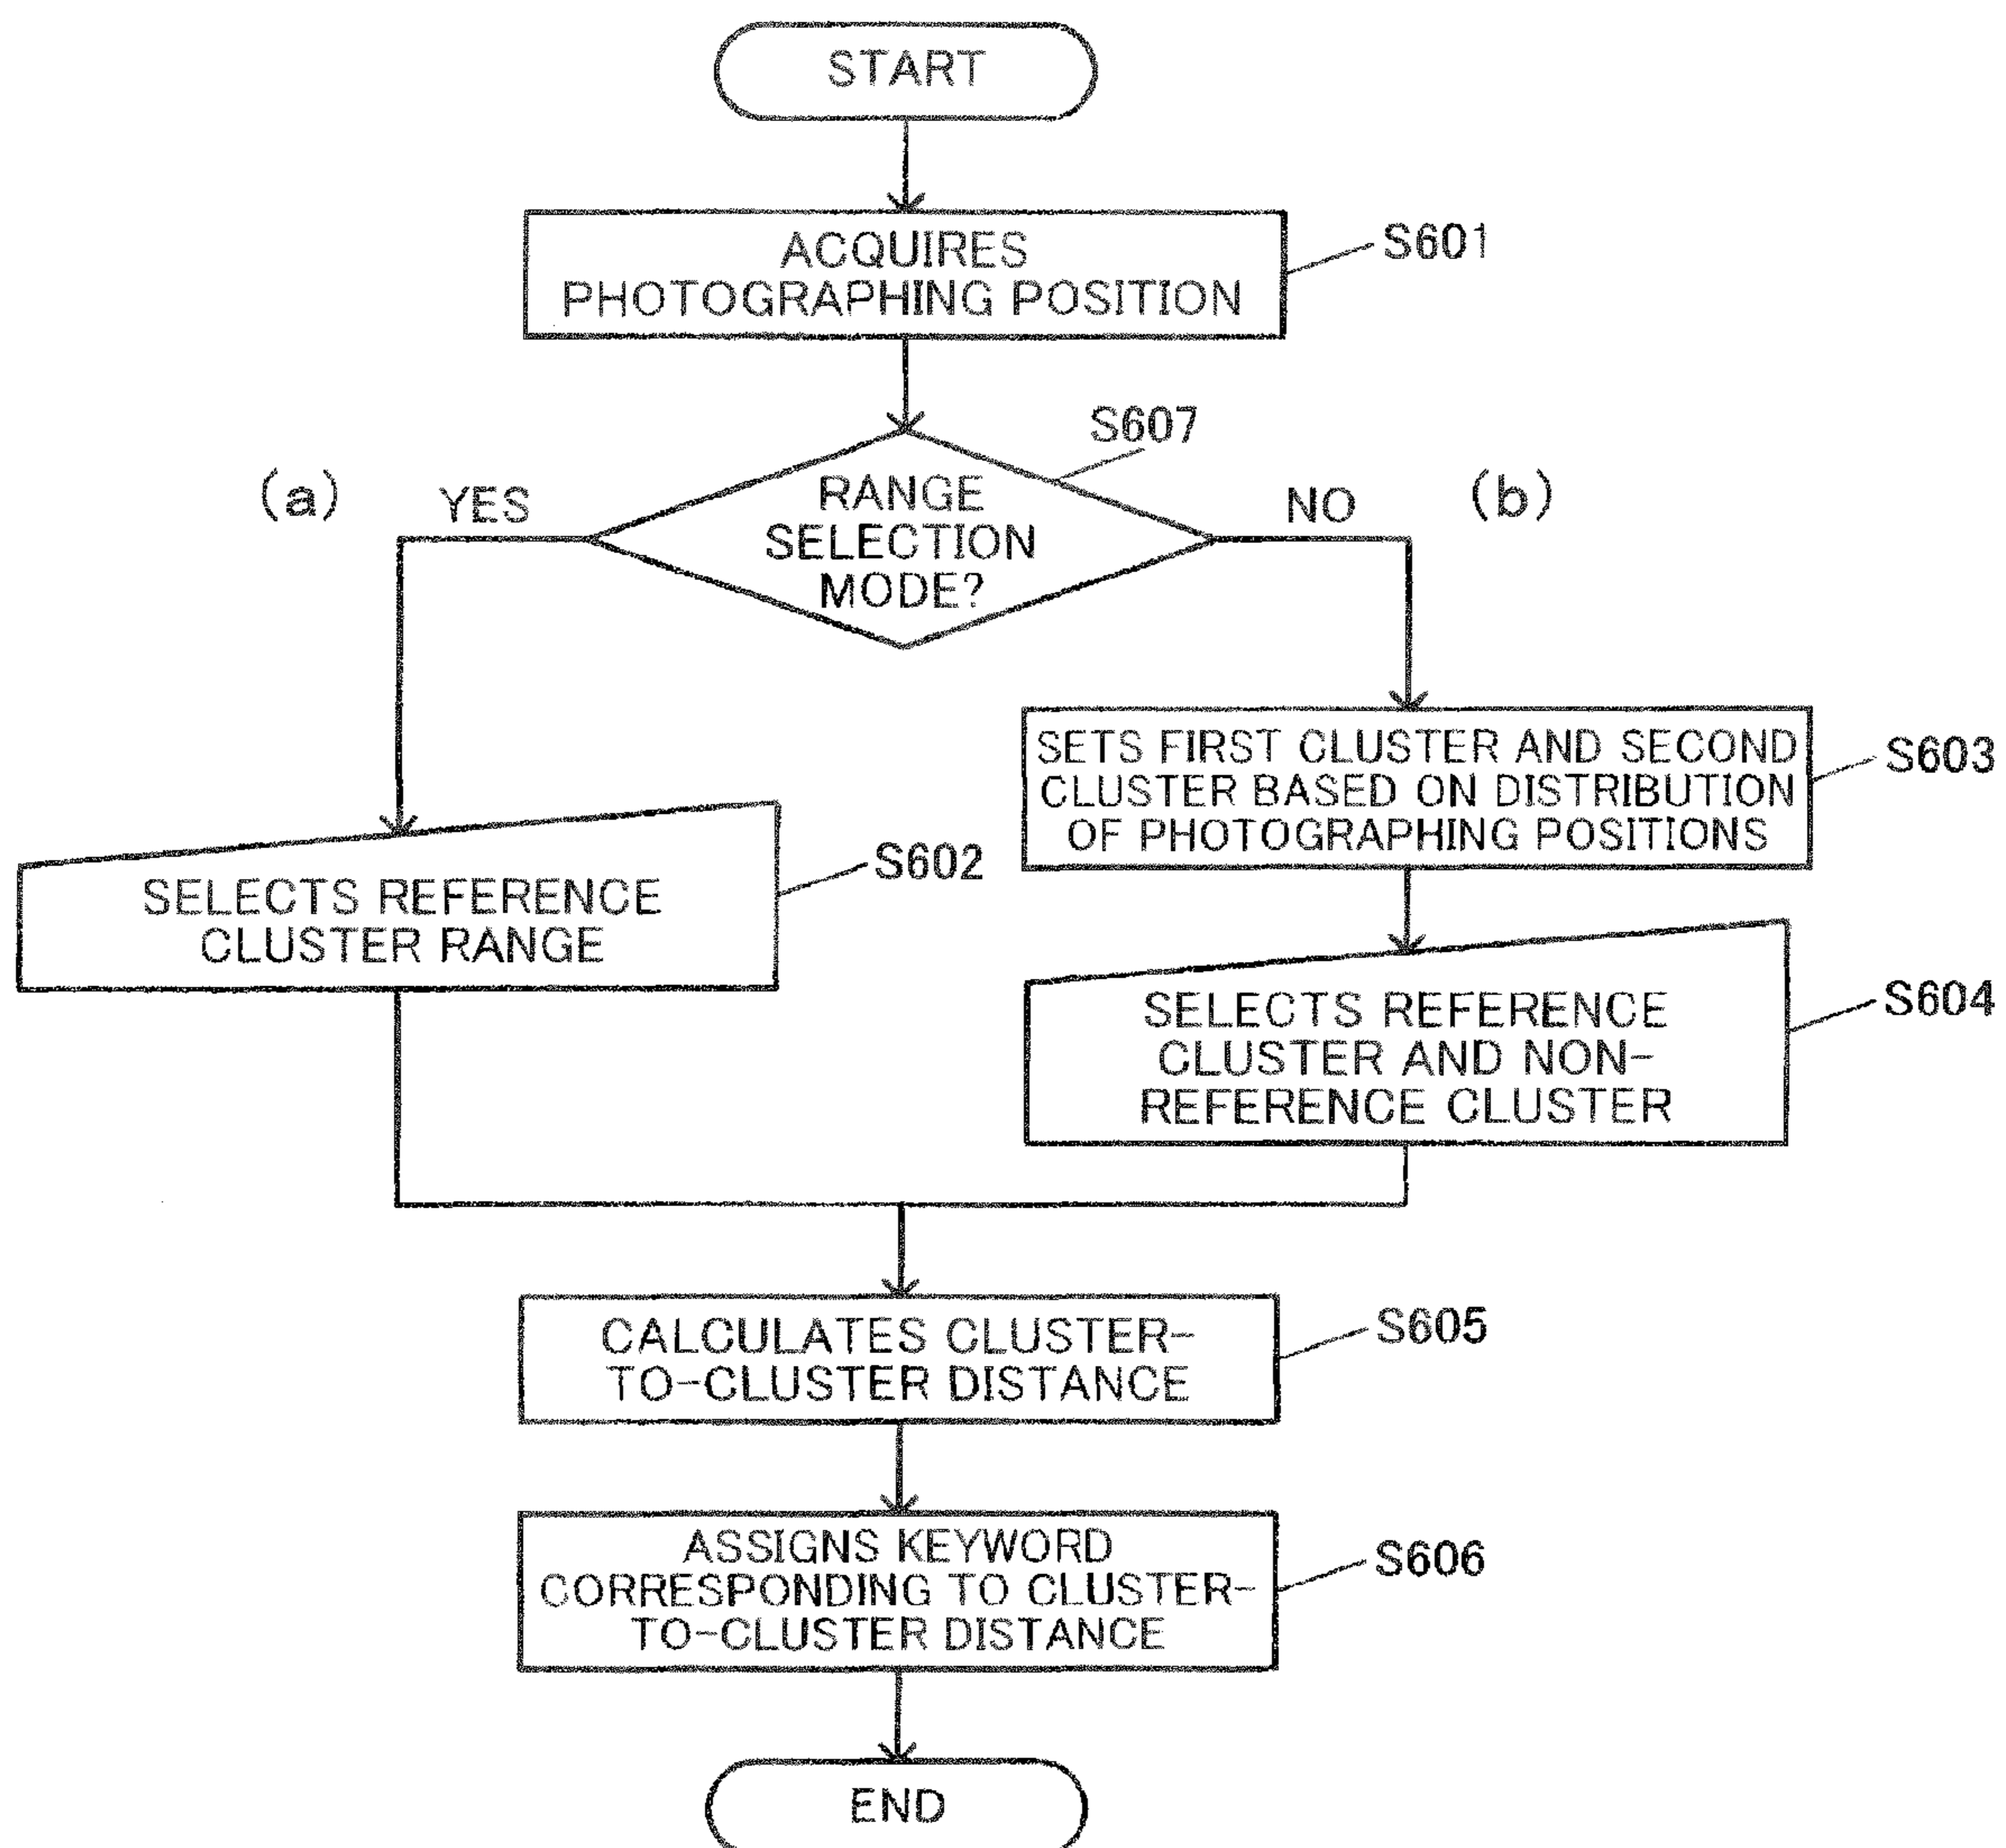 START
ACQUIRES
PHOTOGRAPHING POSITION
S601
S607
(a)
YES
RANGE
SELECTION
MODE?
NO
(b)
SETS FIRST CLUSTER AND SECOND
CLUSTER BASED ON DISTRIBUTION
OF PHOTOGRAPHING POSITIONS
S603
SELECTS REFERENCE
CLUSTER RANGE
S602
SELECTS REFERENCE
CLUSTER AND NON-
REFERENCE CLUSTER
S604
CALCULATES CLUSTER-
TO-CLUSTER DISTANCE
S605
ASSIGNS KEYWORD
CORRESPONDING TO CLUSTER-
TO-CLUSTER DISTANCE
S606
END